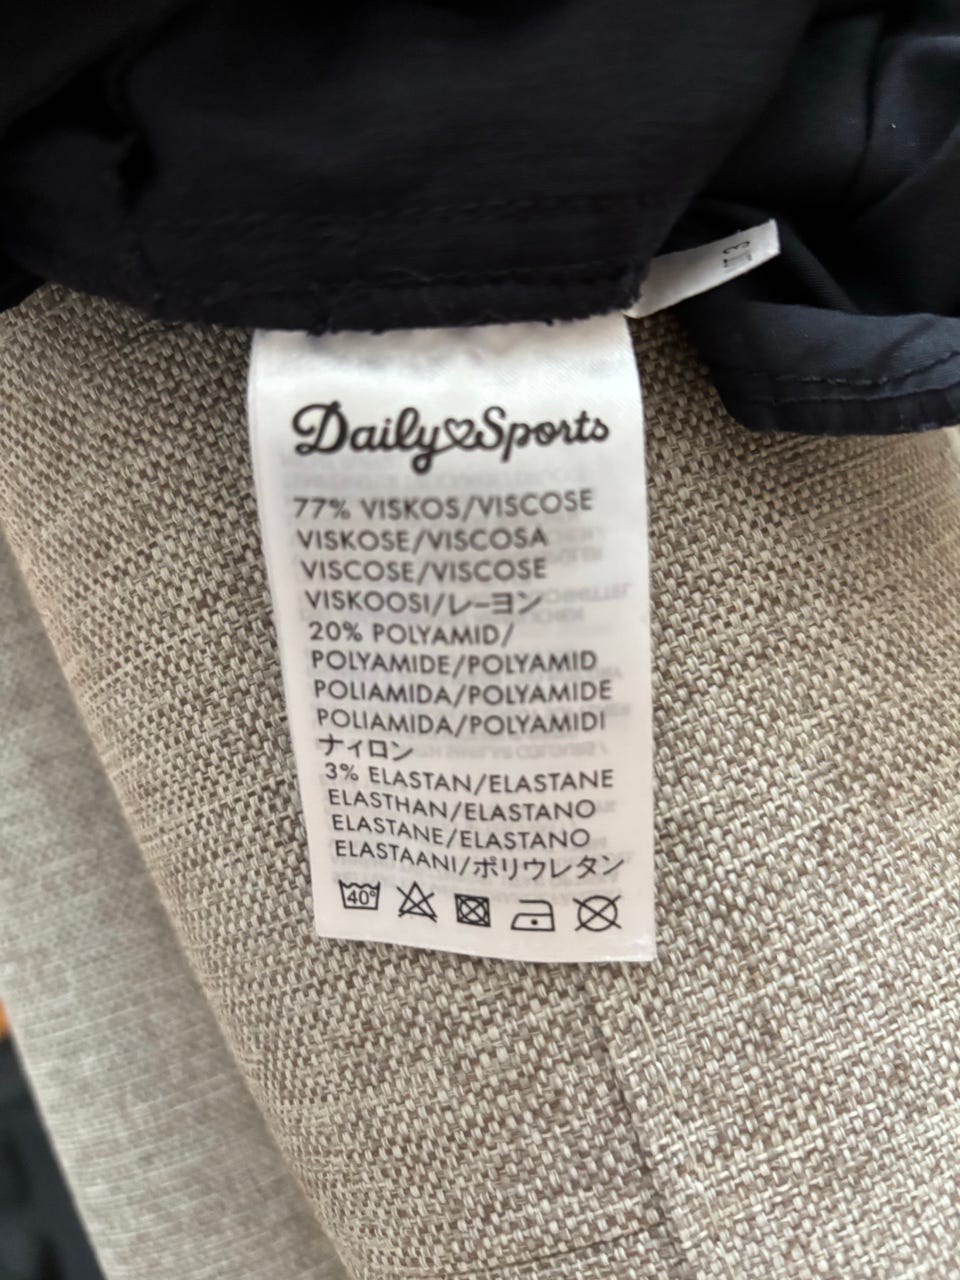 Daily Sports
77% VISKOS/VISCOSE
VISKOSE/VISCOSA
VISCOSE/VISCOSE
VISKOOSI/レーヨン
20% POLYAMID/
POLYAMIDE/POLYAMID
POLIAMIDA/POLYAMIDE
POLIAMIDA/POLYAMIDI
ナイロン
3% ELASTAN/ELASTANE
ELASTHAN/ELASTANO
ELASTANE/ELASTANO
ELASTAANI/ポリウレタン
40°